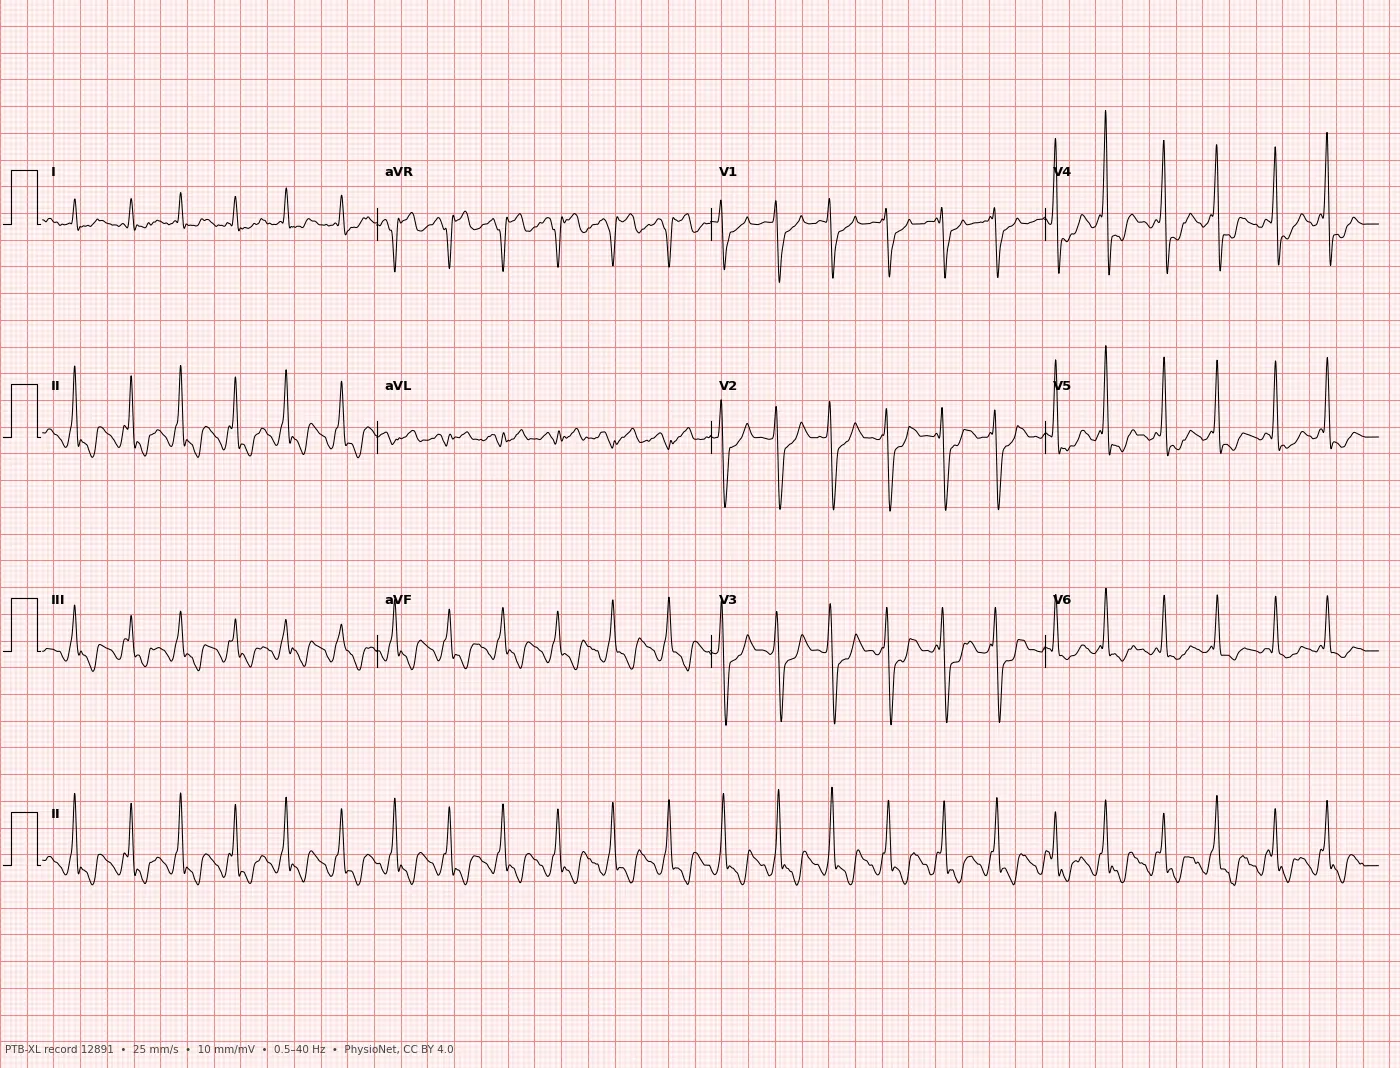 I aVR V1 V4
II aVL V2 V5
III aVF V3 V6
II
PTB-XL record 12891 • 25 mm/s • 10 mm/mV • 0.5–40 Hz • PhysioNet, CC BY 4.0